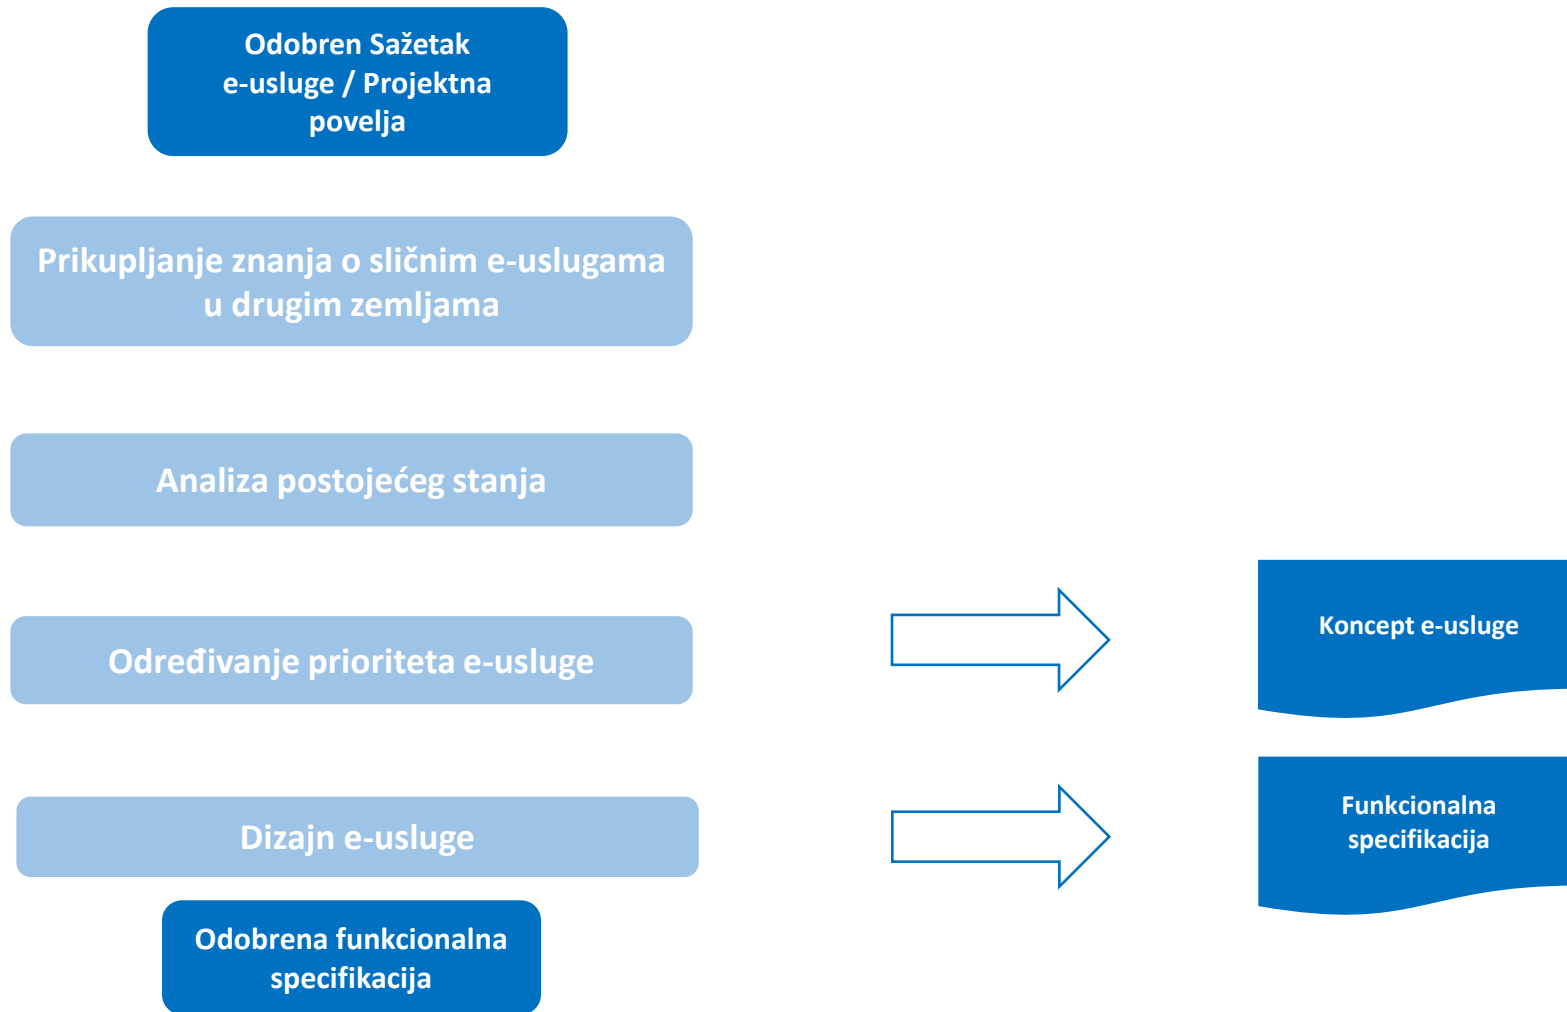 Odobren Sažetak
e-usluge / Projektna
povelja
Prikupljanje znanja o sličnim e-uslugama
u drugim zemljama
Analiza postojećeg stanja
Određivanje prioriteta e-usluge
Koncept e-usluge
Dizajn e-usluge
Funkcionalna
specifikacija
Odobrena funkcionalna
specifikacija